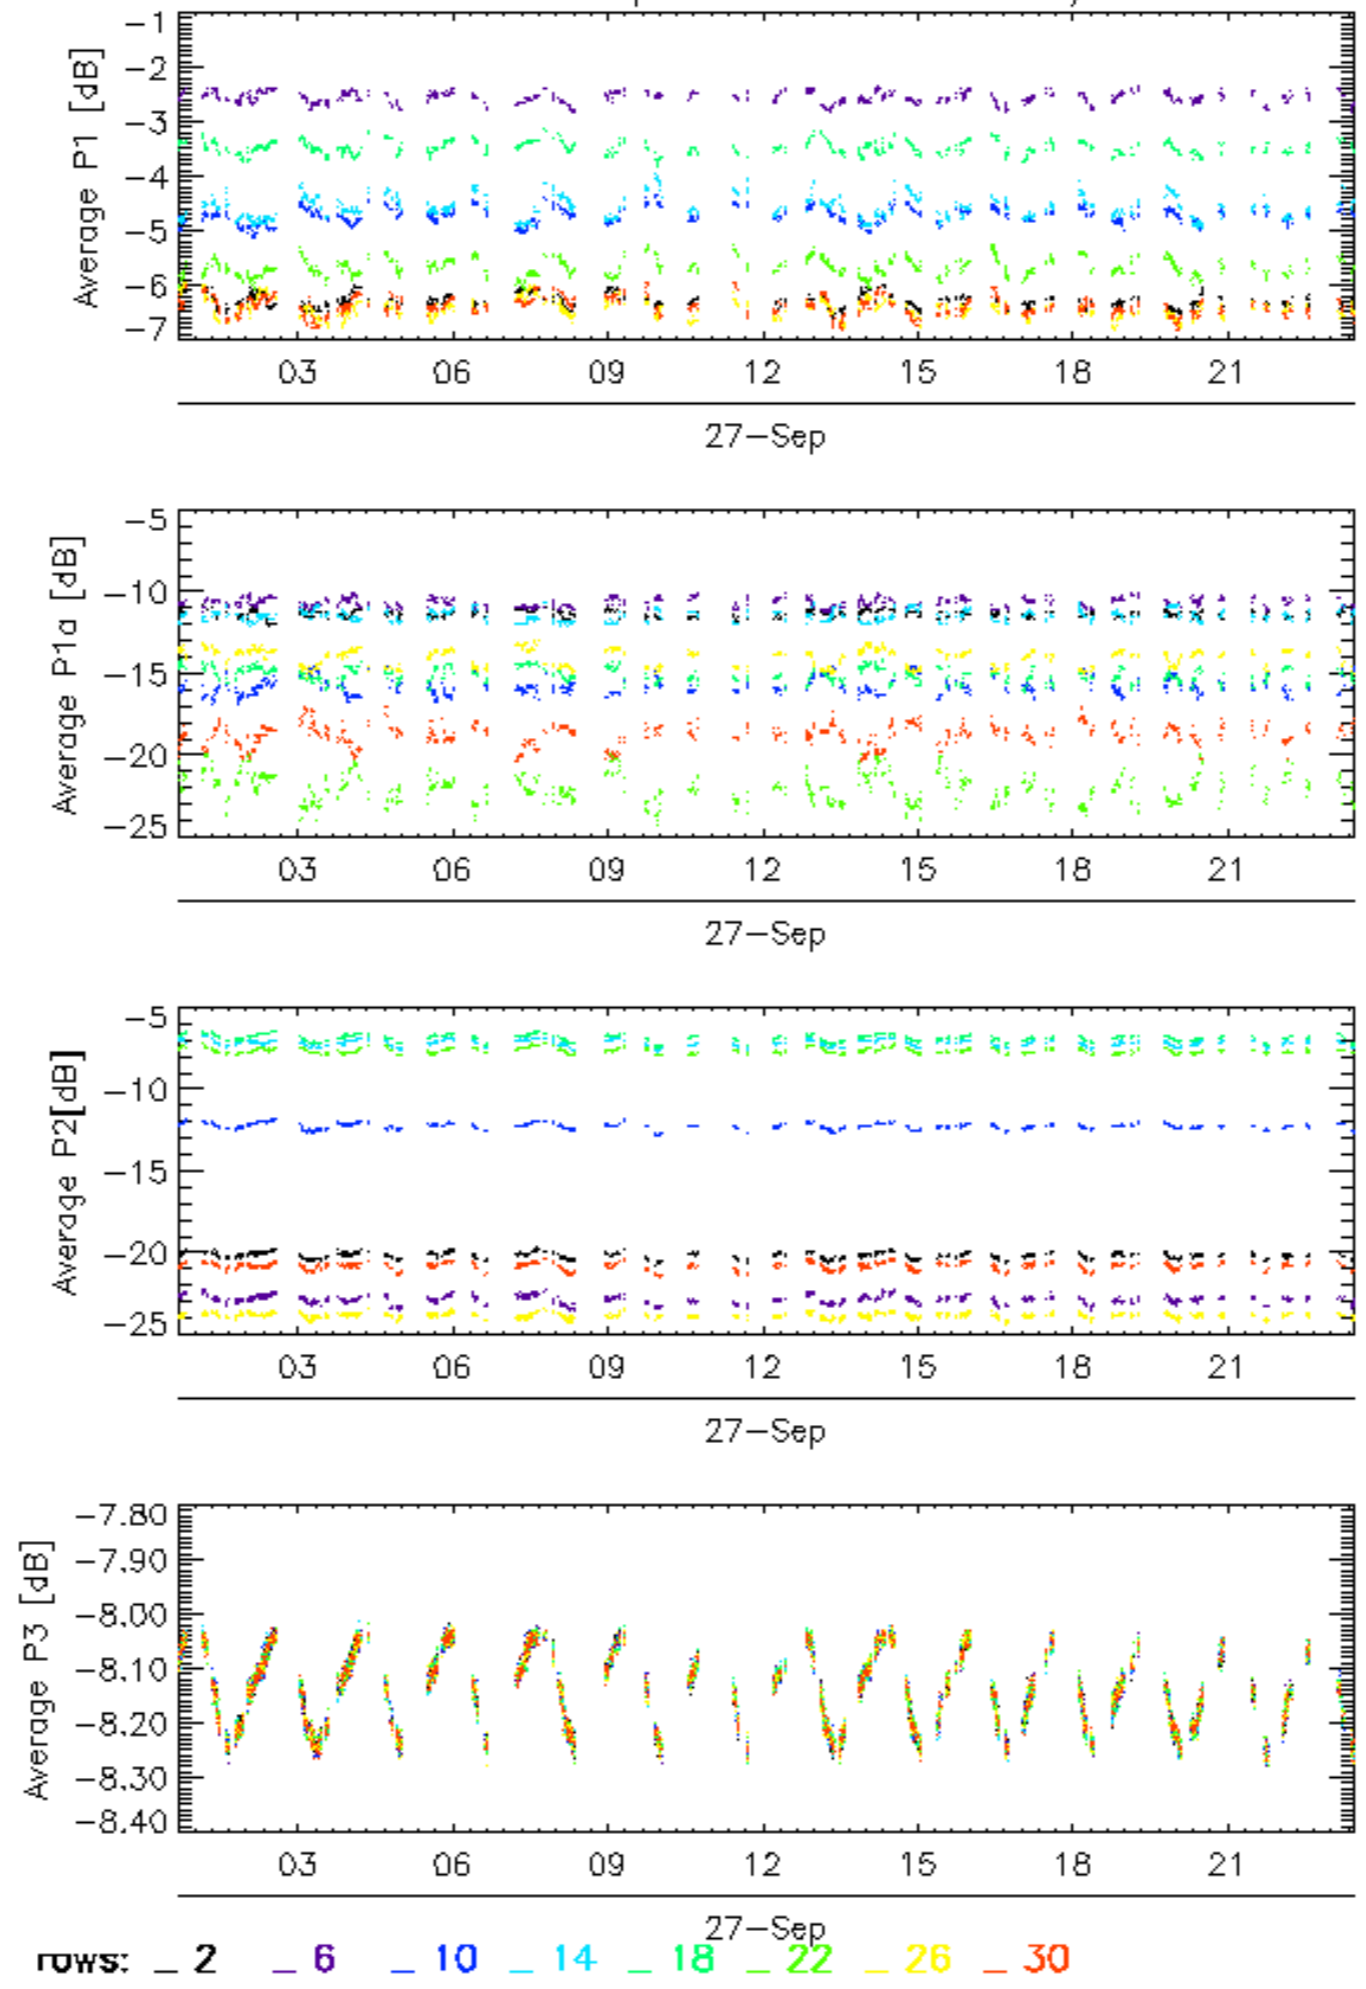 Average P1 [dB]
-1
-2
-3
-4
-5
-6
-7
03 06 09 12 15 18 21
27-Sep
Average P1a [dB]
-5
-10
-15
-20
-25
03 06 09 12 15 18 21
27-Sep
Average P2[dB]
-5
-10
-15
-20
-25
03 06 09 12 15 18 21
27-Sep
Average P3 [dB]
-7.80
-7.90
-8.00
-8.10
-8.20
-8.30
-8.40
03 06 09 12 15 18 21
27-Sep
rows: _ 2 _ 6 _ 10 _ 14 _ 18 _ 22 _ 26 _ 30